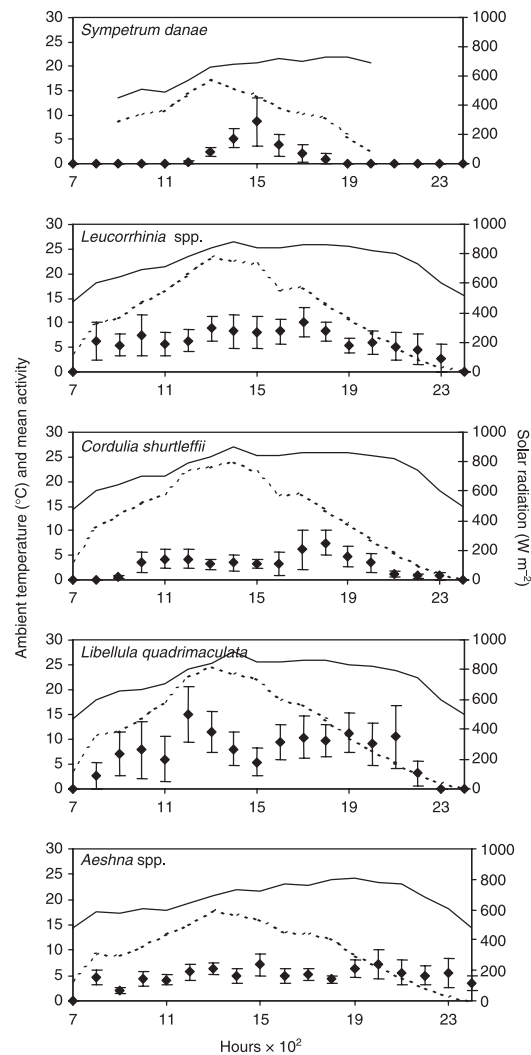 30 1000
Sympetrum danae
25 800
20 600
15
10 400
5 200
0 0
7 11 15 19 23
30 1000
Leucorrhinia spp.
25 800
20 600
15
10 400
5 200
0 0
7 11 15 19 23
Ambient temperature (°C) and mean activity
Solar radiation (W m−2)
30 1000
Cordulia shurtleffii
25 800
20 600
15
10 400
5 200
0 0
7 11 15 19 23
30 1000
Libellula quadrimaculata
25 800
20 600
15
10 400
5 200
0 0
7 11 15 19 23
30 1000
Aeshna spp.
25 800
20 600
15
10 400
5 200
0 0
7 11 15 19 23
Hours × 10²